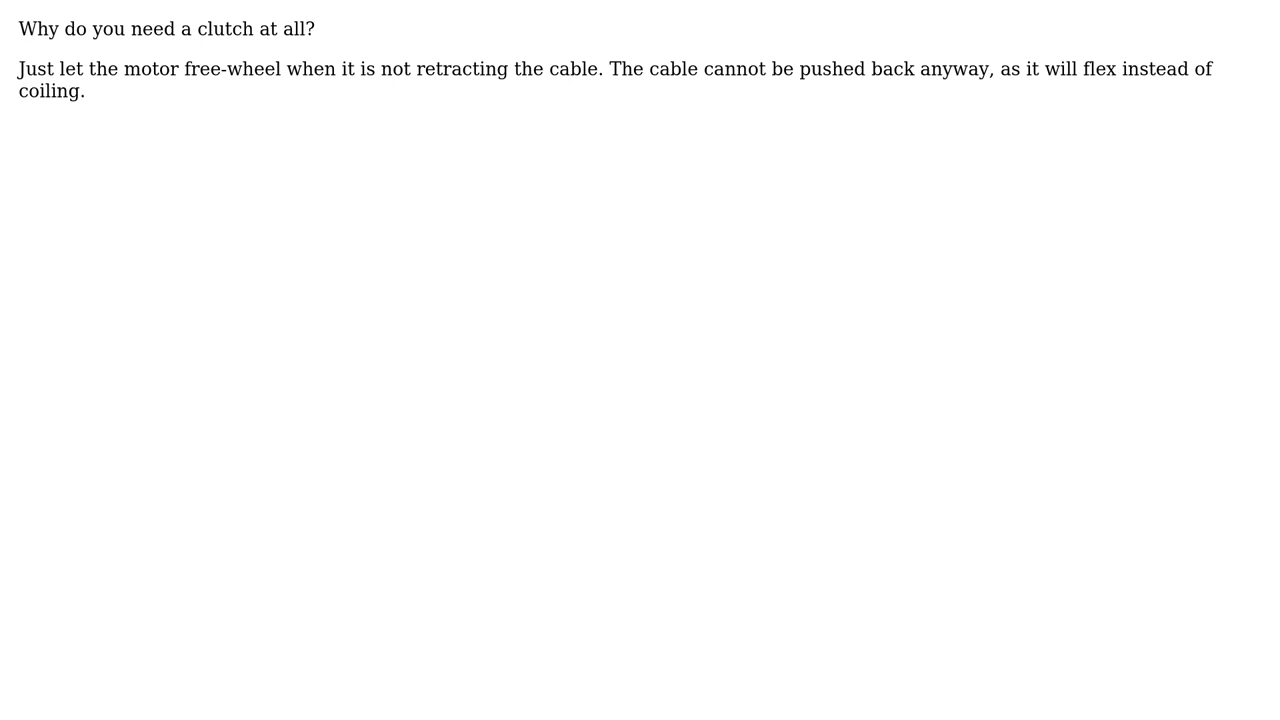 Why do you need a clutch at all?
Just let the motor free-wheel when it is not retracting the cable. The cable cannot be pushed back anyway, as it will flex instead of
coiling.